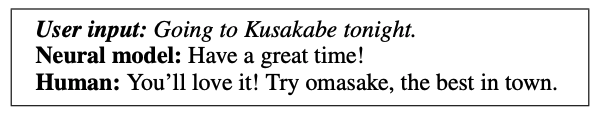 User input: Going to Kusakabe tonight.
Neural model: Have a great time!
Human: You'll love it! Try omasake, the best in town.